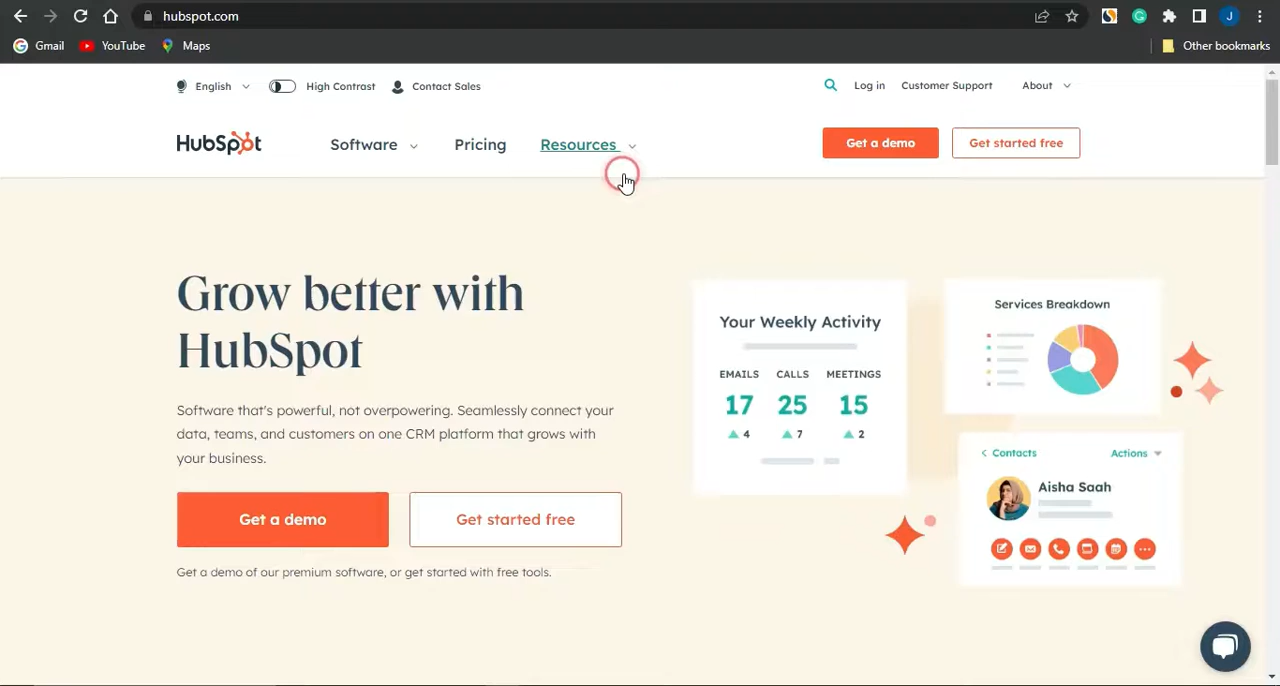 hubspot.com
J
Gmail YouTube Maps
Other bookmarks
English High Contrast Contact Sales
Log in Customer Support About
HubSpot
Software Pricing Resources
Get a demo Get started free
Grow better with
HubSpot
Software that's powerful, not overpowering. Seamlessly connect your
data, teams, and customers on one CRM platform that grows with
your business.
Get a demo Get started free
Get a demo of our premium software, or get started with free tools.
Your Weekly Activity
EMAILS CALLS MEETINGS
17 25 15
4 7 2
Services Breakdown
Contacts Actions
Aisha Saah